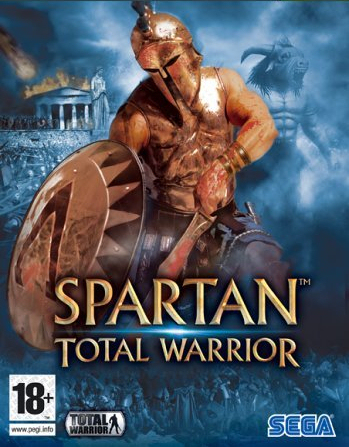 SPARTAN™
TOTAL WARRIOR
18+
www.pegi.info
TOTAL
WARRIOR
SEGA